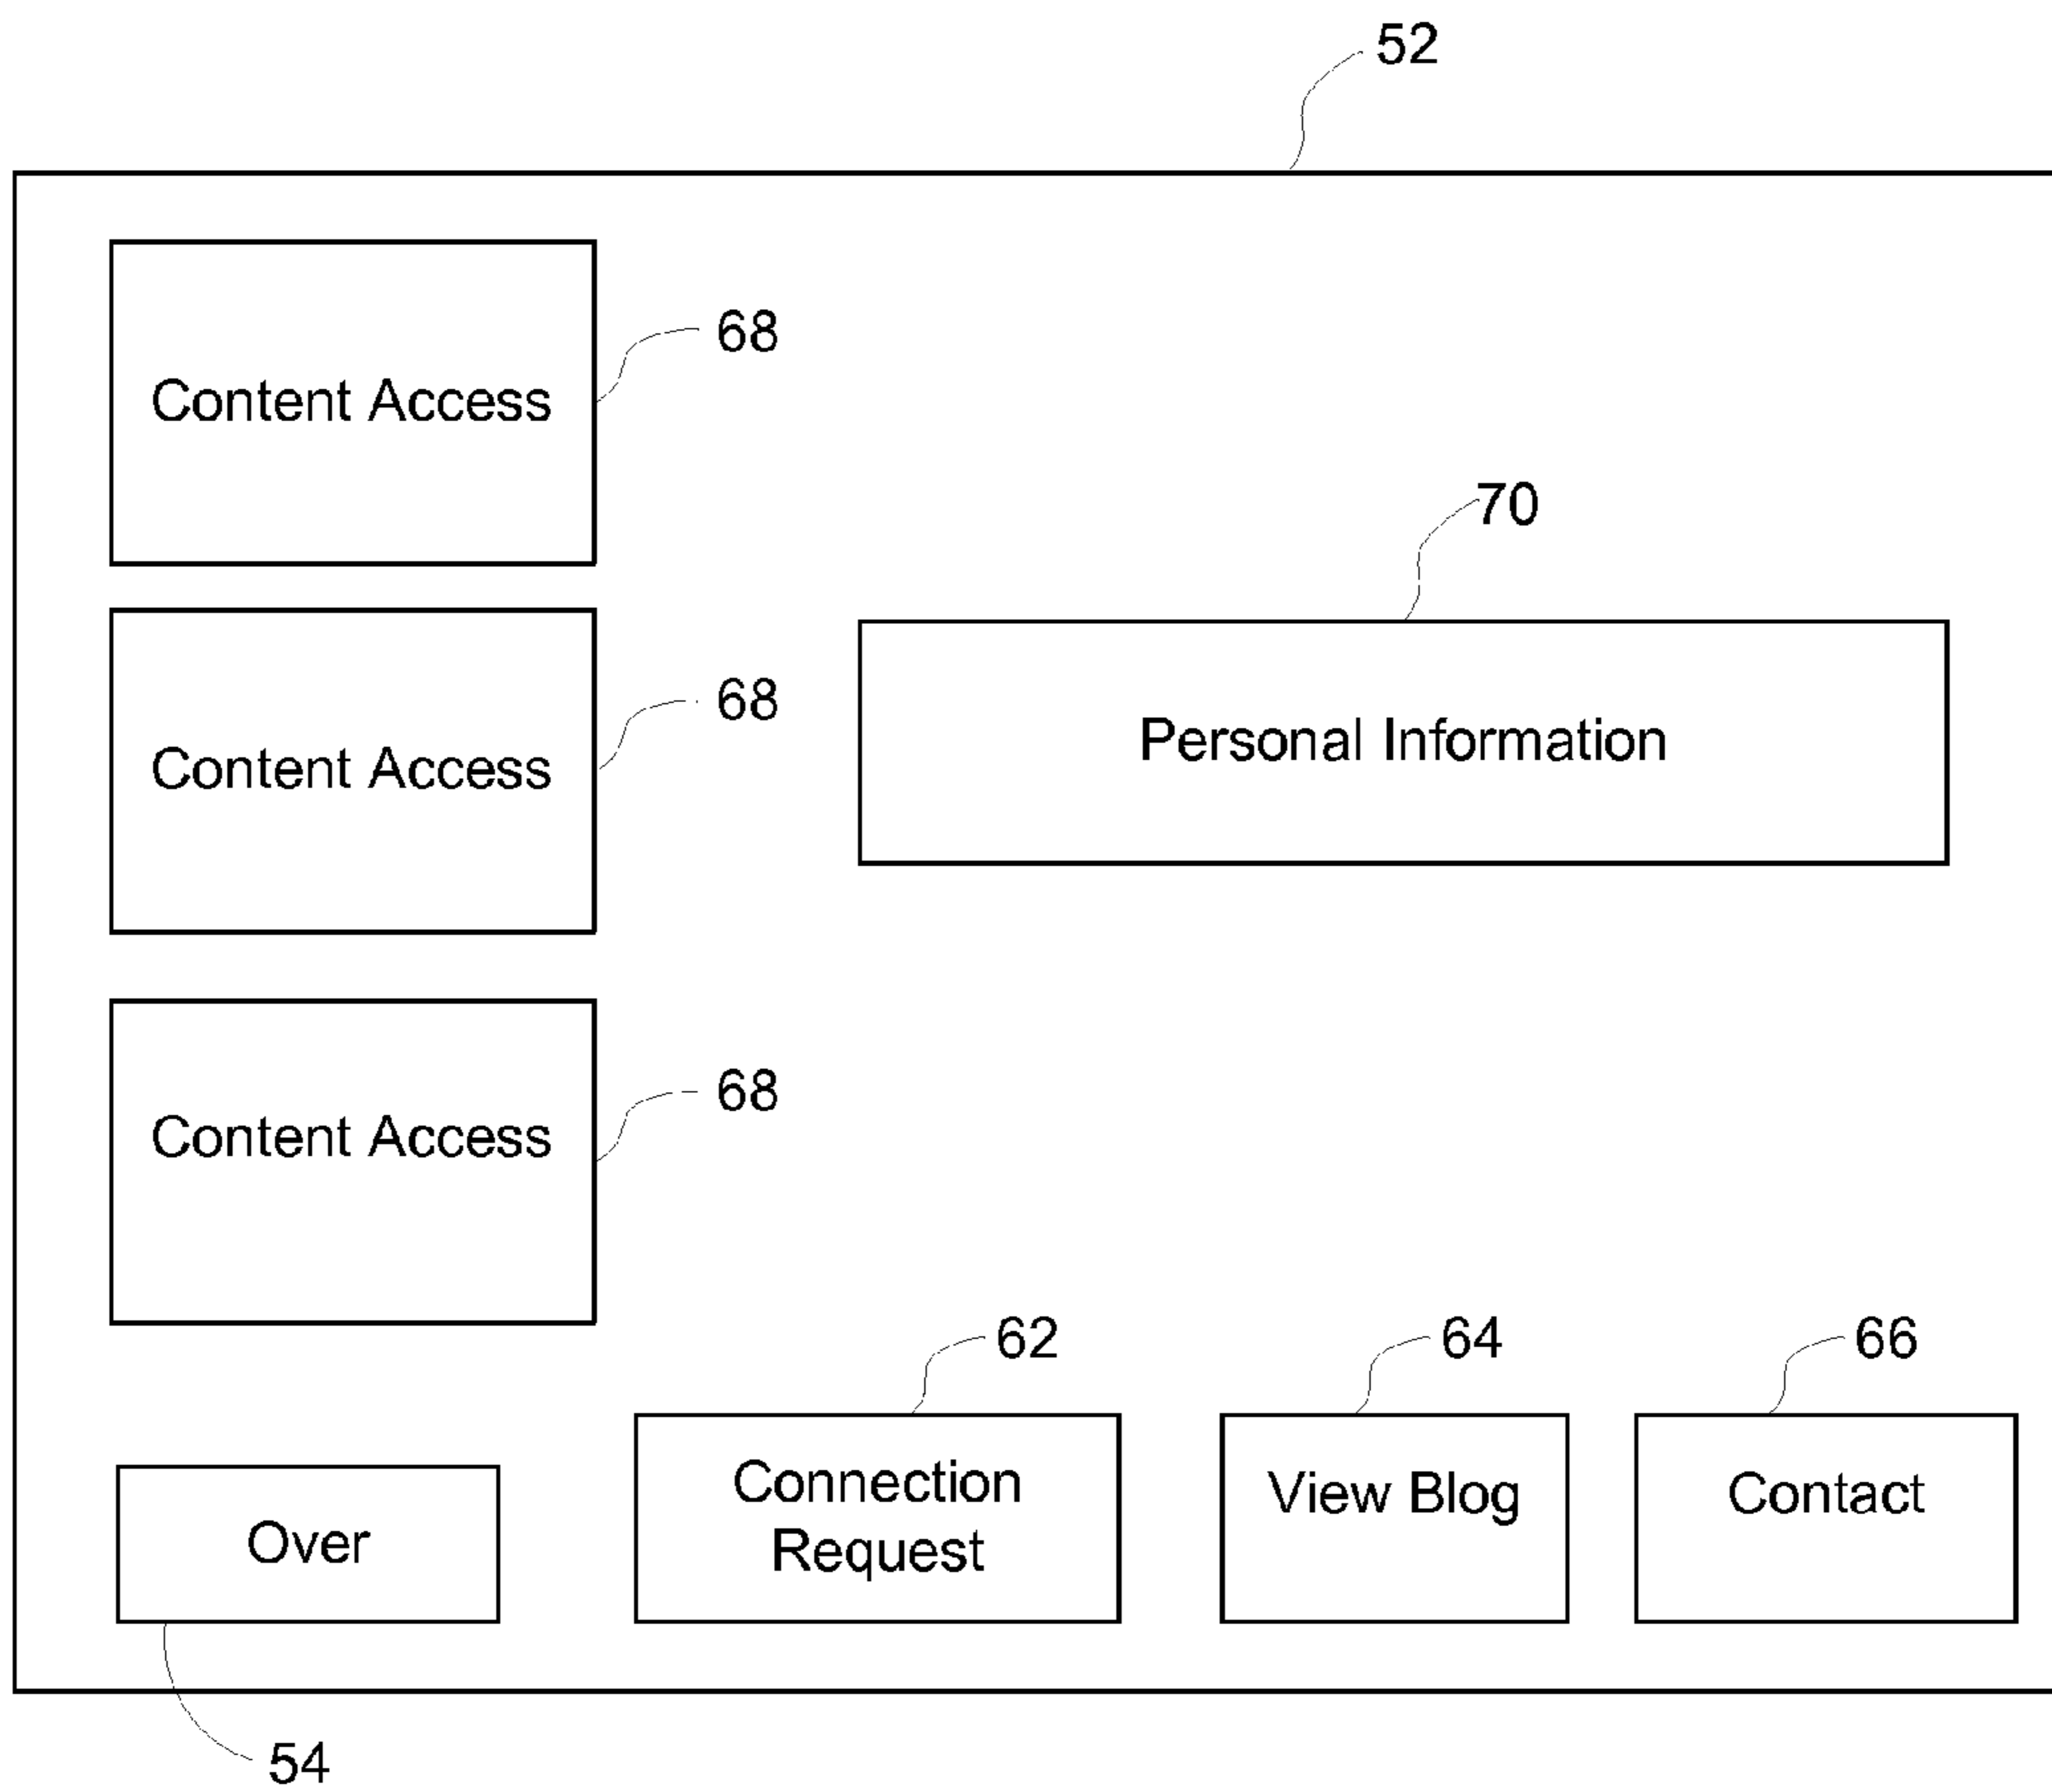 52
68
Content Access
70
68
Personal Information
Content Access
68
Content Access
62
64
66
Connection
Request
View Blog
Contact
Over
54